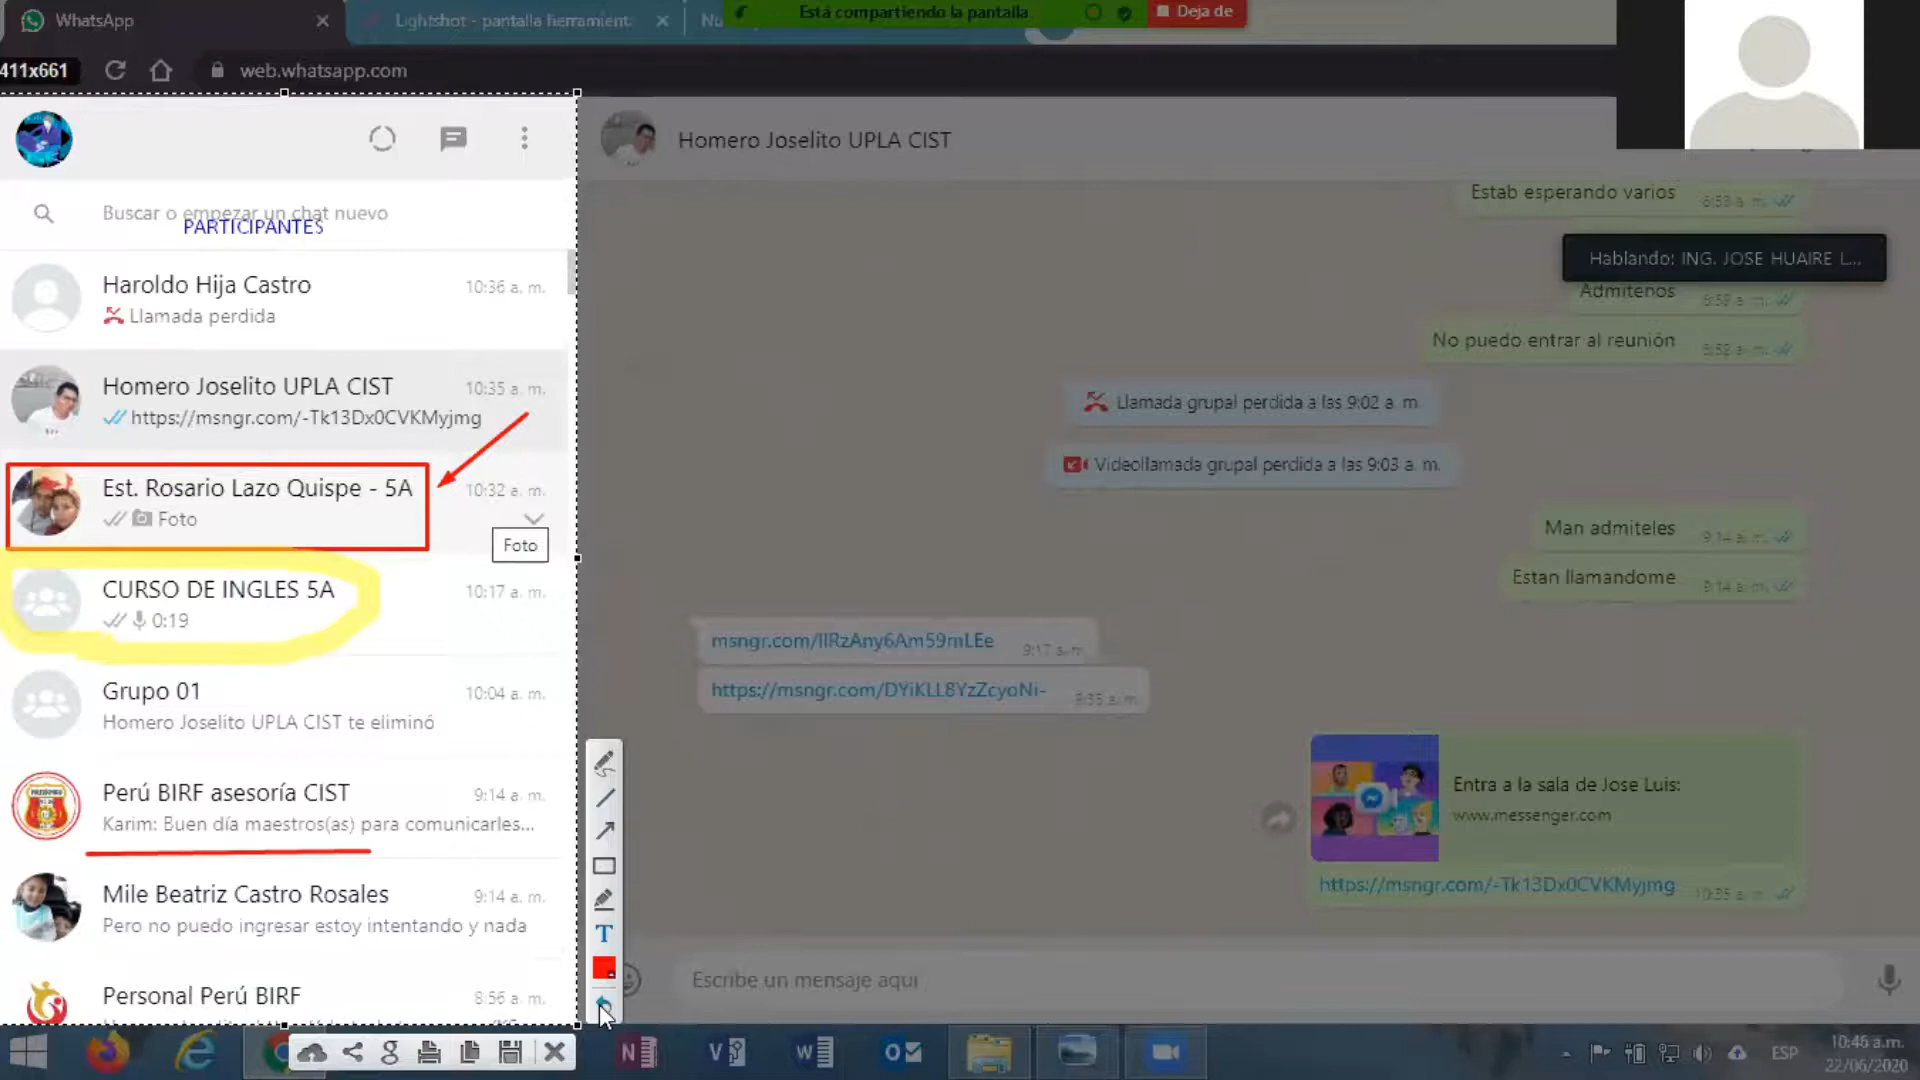 WhatsApp
Lightshot - pantalla herramient
Está compartiendo la pantalla
Deja de
411x661
web.whatsapp.com
Buscar o empezar un chat nuevo
PARTICIPANTES
Haroldo Hija Castro
10:36 a. m.
Llamada perdida
Homero Joselito UPLA CIST
10:35 a. m.
https://msngr.com/-Tk13Dx0CVKMyjmg
Est. Rosario Lazo Quispe - 5A
10:32 a. m.
Foto
Foto
CURSO DE INGLES 5A
10:17 a. m.
0:19
Grupo 01
10:04 a. m.
Homero Joselito UPLA CIST te eliminó
Perú BIRF asesoría CIST
9:14 a. m.
Karim: Buen día maestros(as) para comunicarles...
Mile Beatriz Castro Rosales
9:14 a. m.
Pero no puedo ingresar estoy intentando y nada
Personal Perú BIRF
8:56 a. m.
Homero Joselito UPLA CIST
Estab esperando varios
Hablando: ING. JOSE HUAIRE L...
Admitenos
No puedo entrar al reunión
Llamada grupal perdida a las 9:02 a. m.
Videollamada grupal perdida a las 9:03 a. m.
Man admiteles
9:14 a. m.
Estan llamandome
9:14 a. m.
9:17 a. m.
https://msngr.com/DYiKLL8YzZcyoNi-
Entra a la sala de Jose Luis:
www.messenger.com
https://msngr.com/-Tk13Dx0CVKMyjmg
10:35 a. m.
Escribe un mensaje aquí
T
ESP
10:46 a.m.
22/06/2020